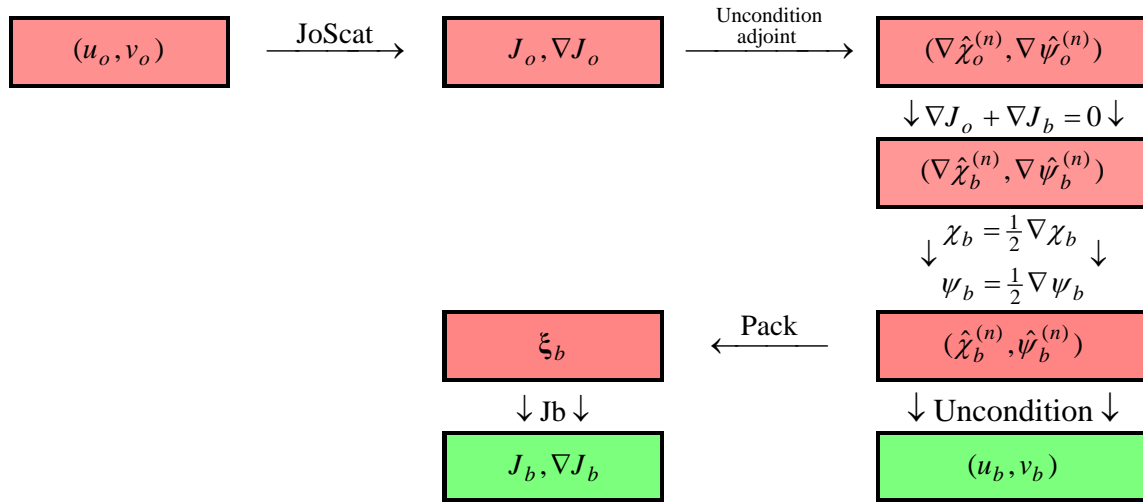 (u_o, v_o) JoScat → J_o, ∇J_o Uncondition adjoint → (∇χ̂_o^{(n)}, ∇ψ̂_o^{(n)})
↓ ∇J_o + ∇J_b = 0 ↓
(∇χ̂_b^{(n)}, ∇ψ̂_b^{(n)})
χ_b = ½ ∇χ_b
↓ ↓
ψ_b = ½ ∇ψ_b
ξ_b ← Pack (χ̂_b^{(n)}, ψ̂_b^{(n)})
↓ Jb ↓ ↓ Uncondition ↓
J_b, ∇J_b (u_b, v_b)